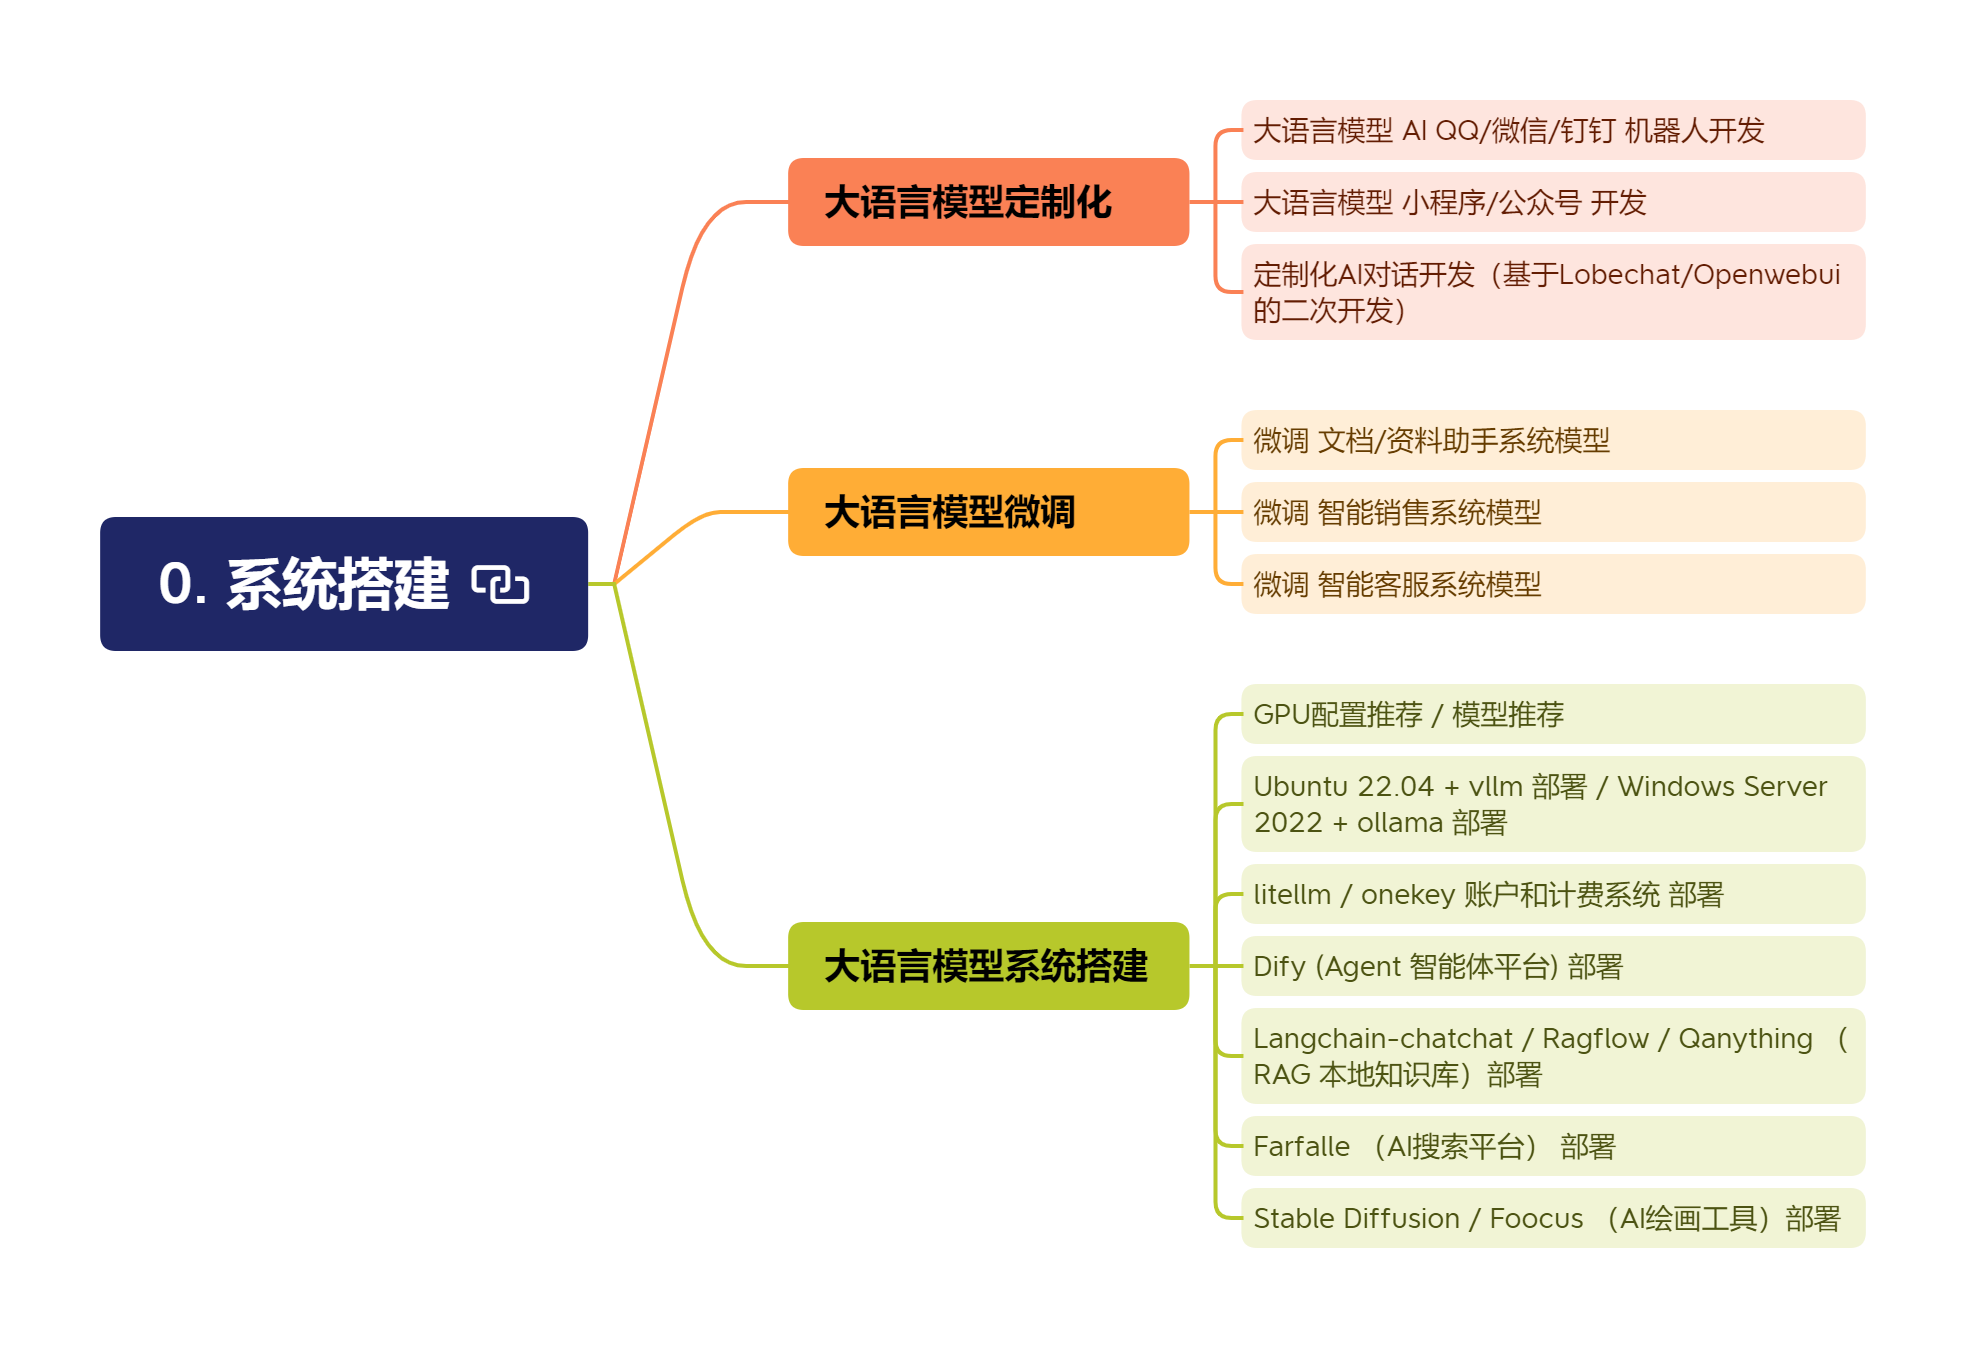 0. 系统搭建
大语言模型定制化
大语言模型 AI QQ/微信/钉钉 机器人开发
大语言模型 小程序/公众号 开发
定制化AI对话开发（基于Lobechat/Openwebui
的二次开发）
大语言模型微调
微调 文档/资料助手系统模型
微调 智能销售系统模型
微调 智能客服系统模型
大语言模型系统搭建
GPU配置推荐 / 模型推荐
Ubuntu 22.04 + vllm 部署 / Windows Server
2022 + ollama 部署
litellm / onekey 账户和计费系统 部署
Dify (Agent 智能体平台) 部署
Langchain-chatchat / Ragflow / Qanything （
RAG 本地知识库）部署
Farfalle （AI搜索平台） 部署
Stable Diffusion / Foocus （AI绘画工具）部署